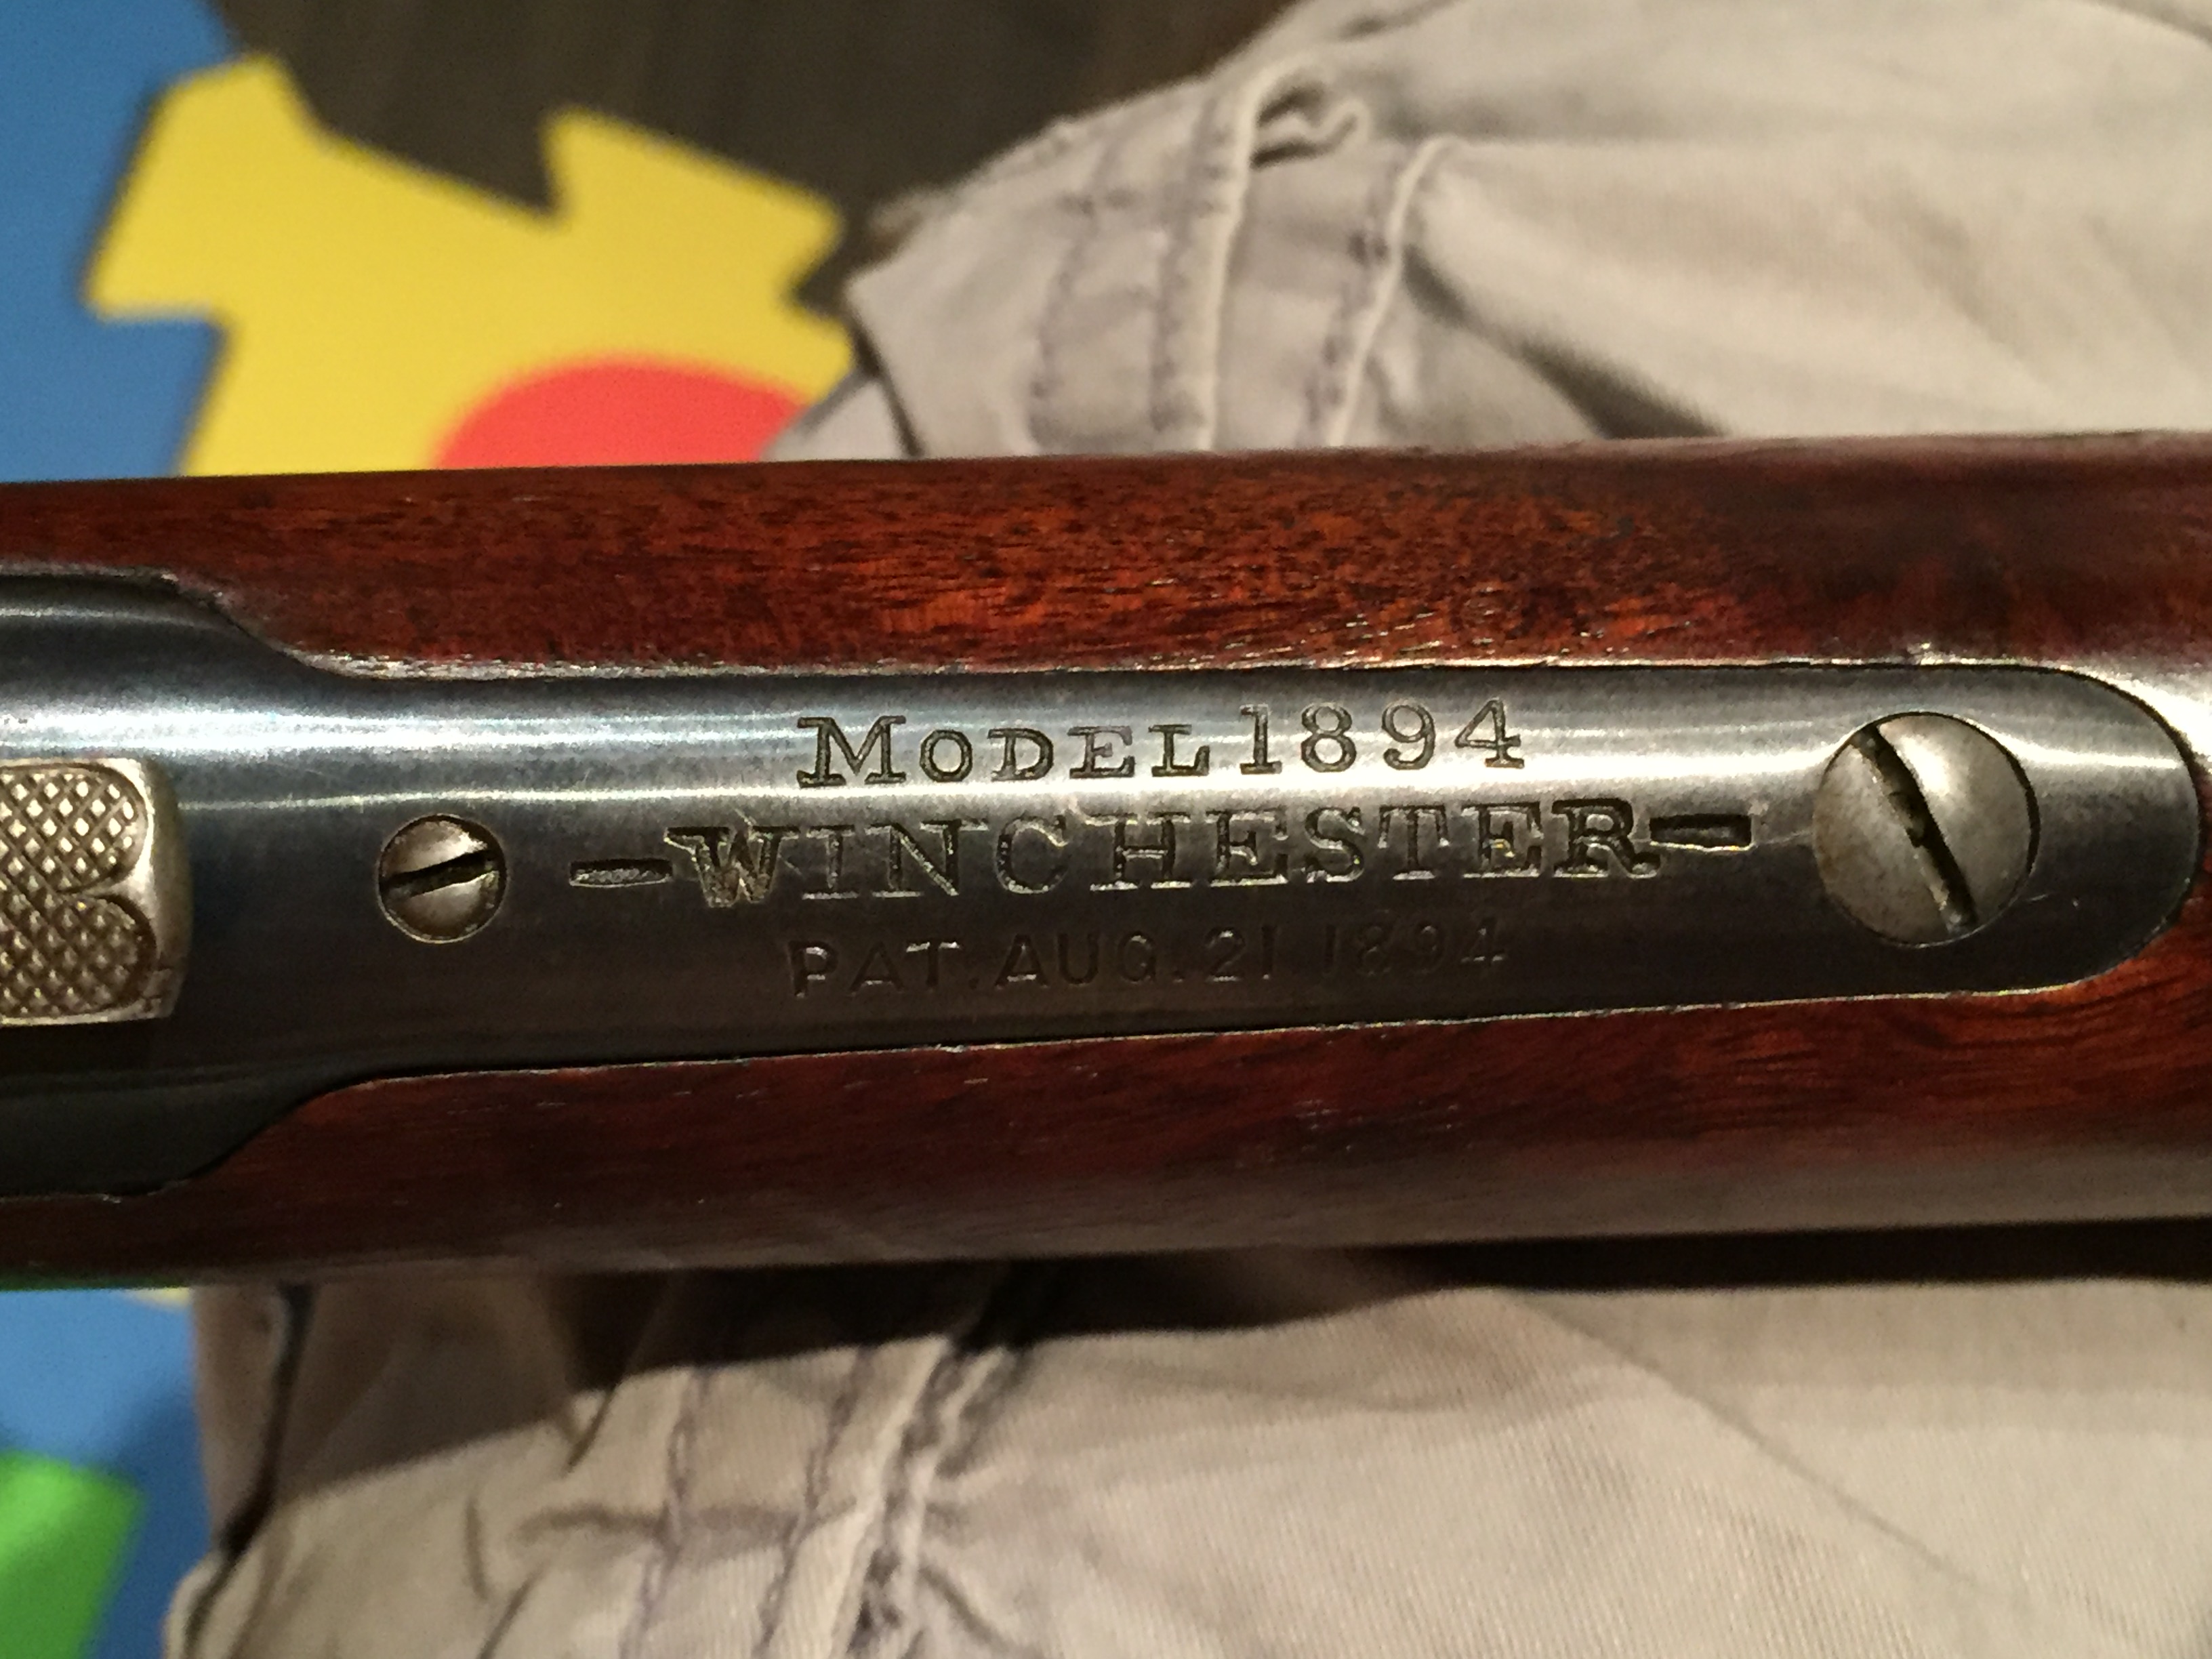 MODEL 1894
-WINCHESTER-
PAT. AUG. 21 1894